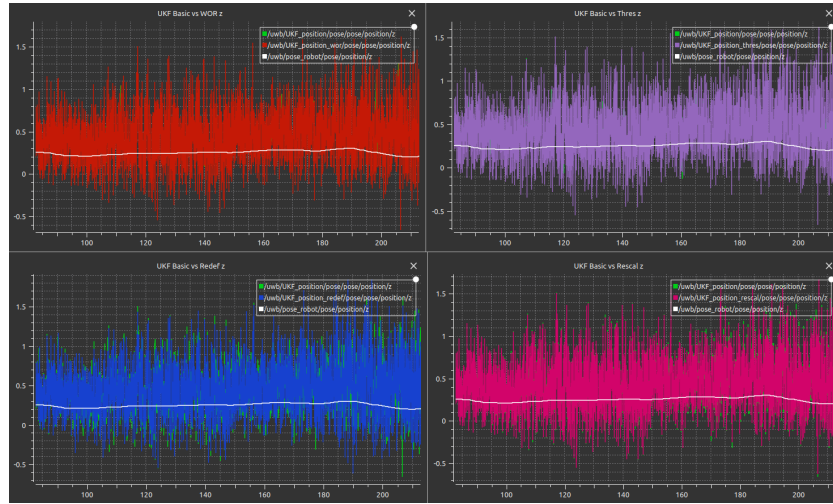 UKF Basic vs WOR z
/uwb/UKF_position/pose/pose/position/z
/uwb/UKF_position_wor/pose/pose/position/z
/uwb/pose_robot/pose/position/z
1.5
1
0.5
0
-0.5
100
120
140
160
180
200
UKF Basic vs Thres z
/uwb/UKF_position/pose/pose/position/z
/uwb/UKF_position_thres/pose/pose/position/z
/uwb/pose_robot/pose/position/z
1.5
1
0.5
0
-0.5
100
120
140
160
180
200
UKF Basic vs Redef z
/uwb/UKF_position/pose/pose/position/z
/uwb/UKF_position_redef/pose/pose/position/z
/uwb/pose_robot/pose/position/z
1.5
1
0.5
0
-0.5
100
120
140
160
180
200
UKF Basic vs Rescal z
/uwb/UKF_position/pose/pose/position/z
/uwb/UKF_position_rescal/pose/pose/position/z
/uwb/pose_robot/pose/position/z
1.5
1
0.5
0
-0.5
100
120
140
160
180
200